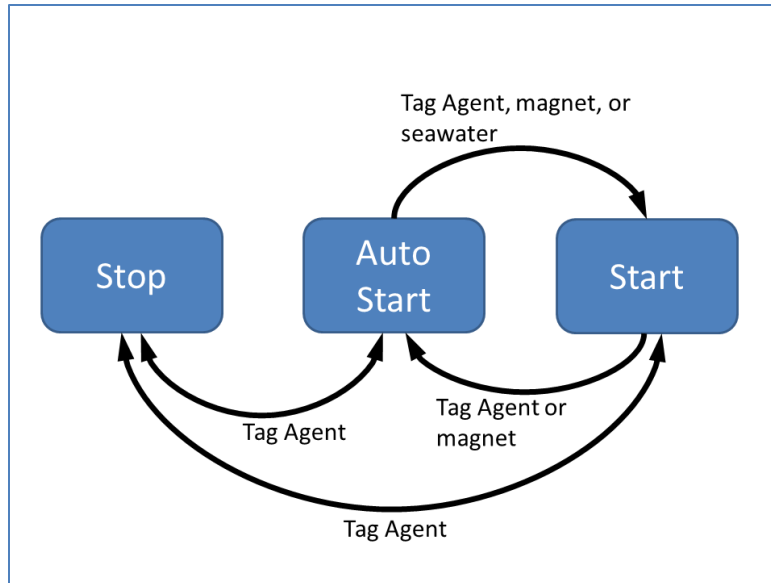 Tag Agent, magnet, or
seawater
Stop
Auto
Start
Start
Tag Agent or
magnet
Tag Agent
Tag Agent